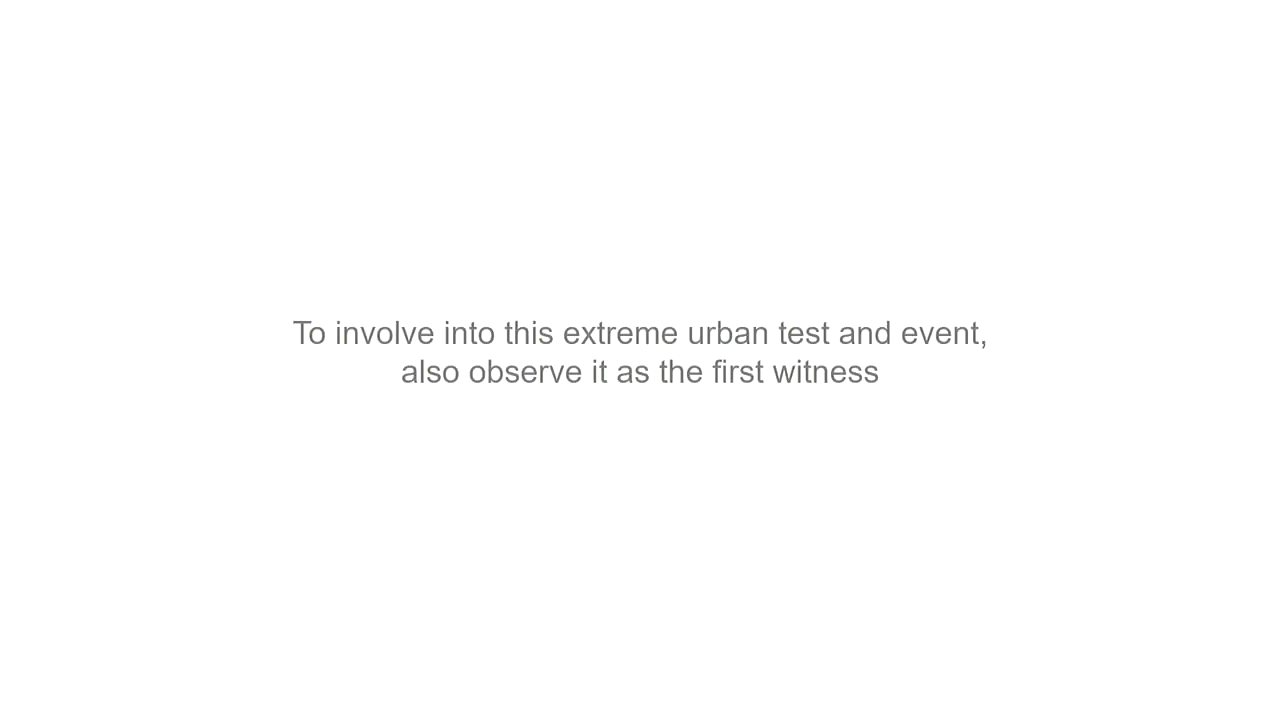 To involve into this extreme urban test and event,
also observe it as the first witness